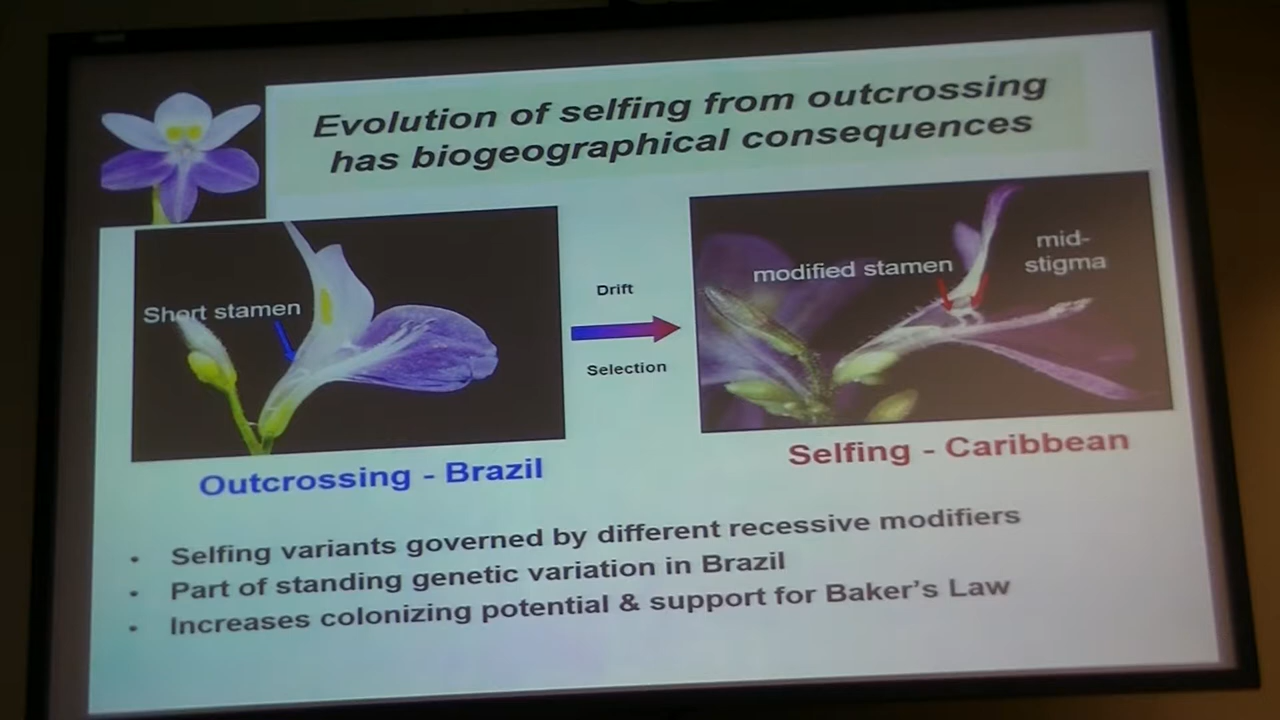 Evolution of selfing from outcrossing
has biogeographical consequences
Short stamen
Drift
Selection
modified stamen
mid-
stigma
Outcrossing - Brazil
Selfing - Caribbean
• Selfing variants governed by different recessive modifiers
• Part of standing genetic variation in Brazil
• Increases colonizing potential & support for Baker's Law